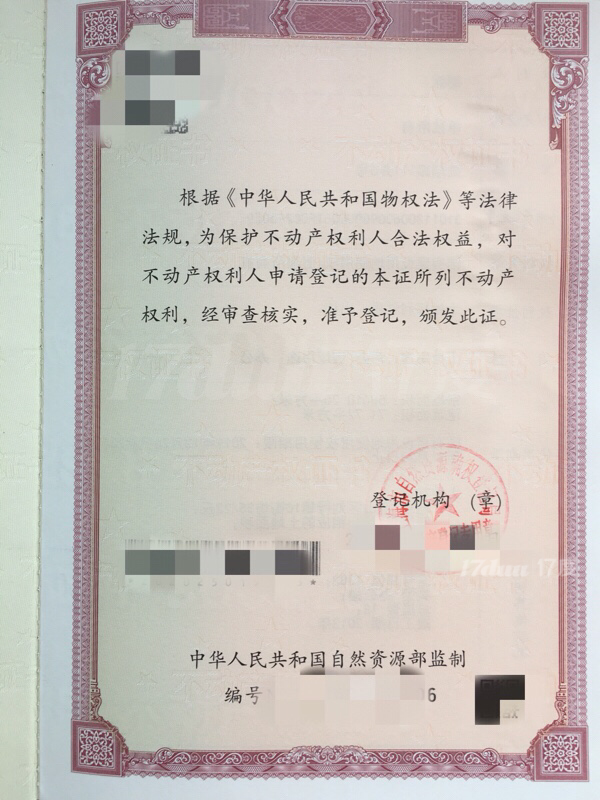 根据《中华人民共和国物权法》等法律
法规，为保护不动产权利人合法权益，对
不动产权利人申请登记的本证所列不动产
权利，经审查核实，准予登记，颁发此证。
登记机构 （章）
17dun 17度
中华人民共和国自然资源部监制
编号 6